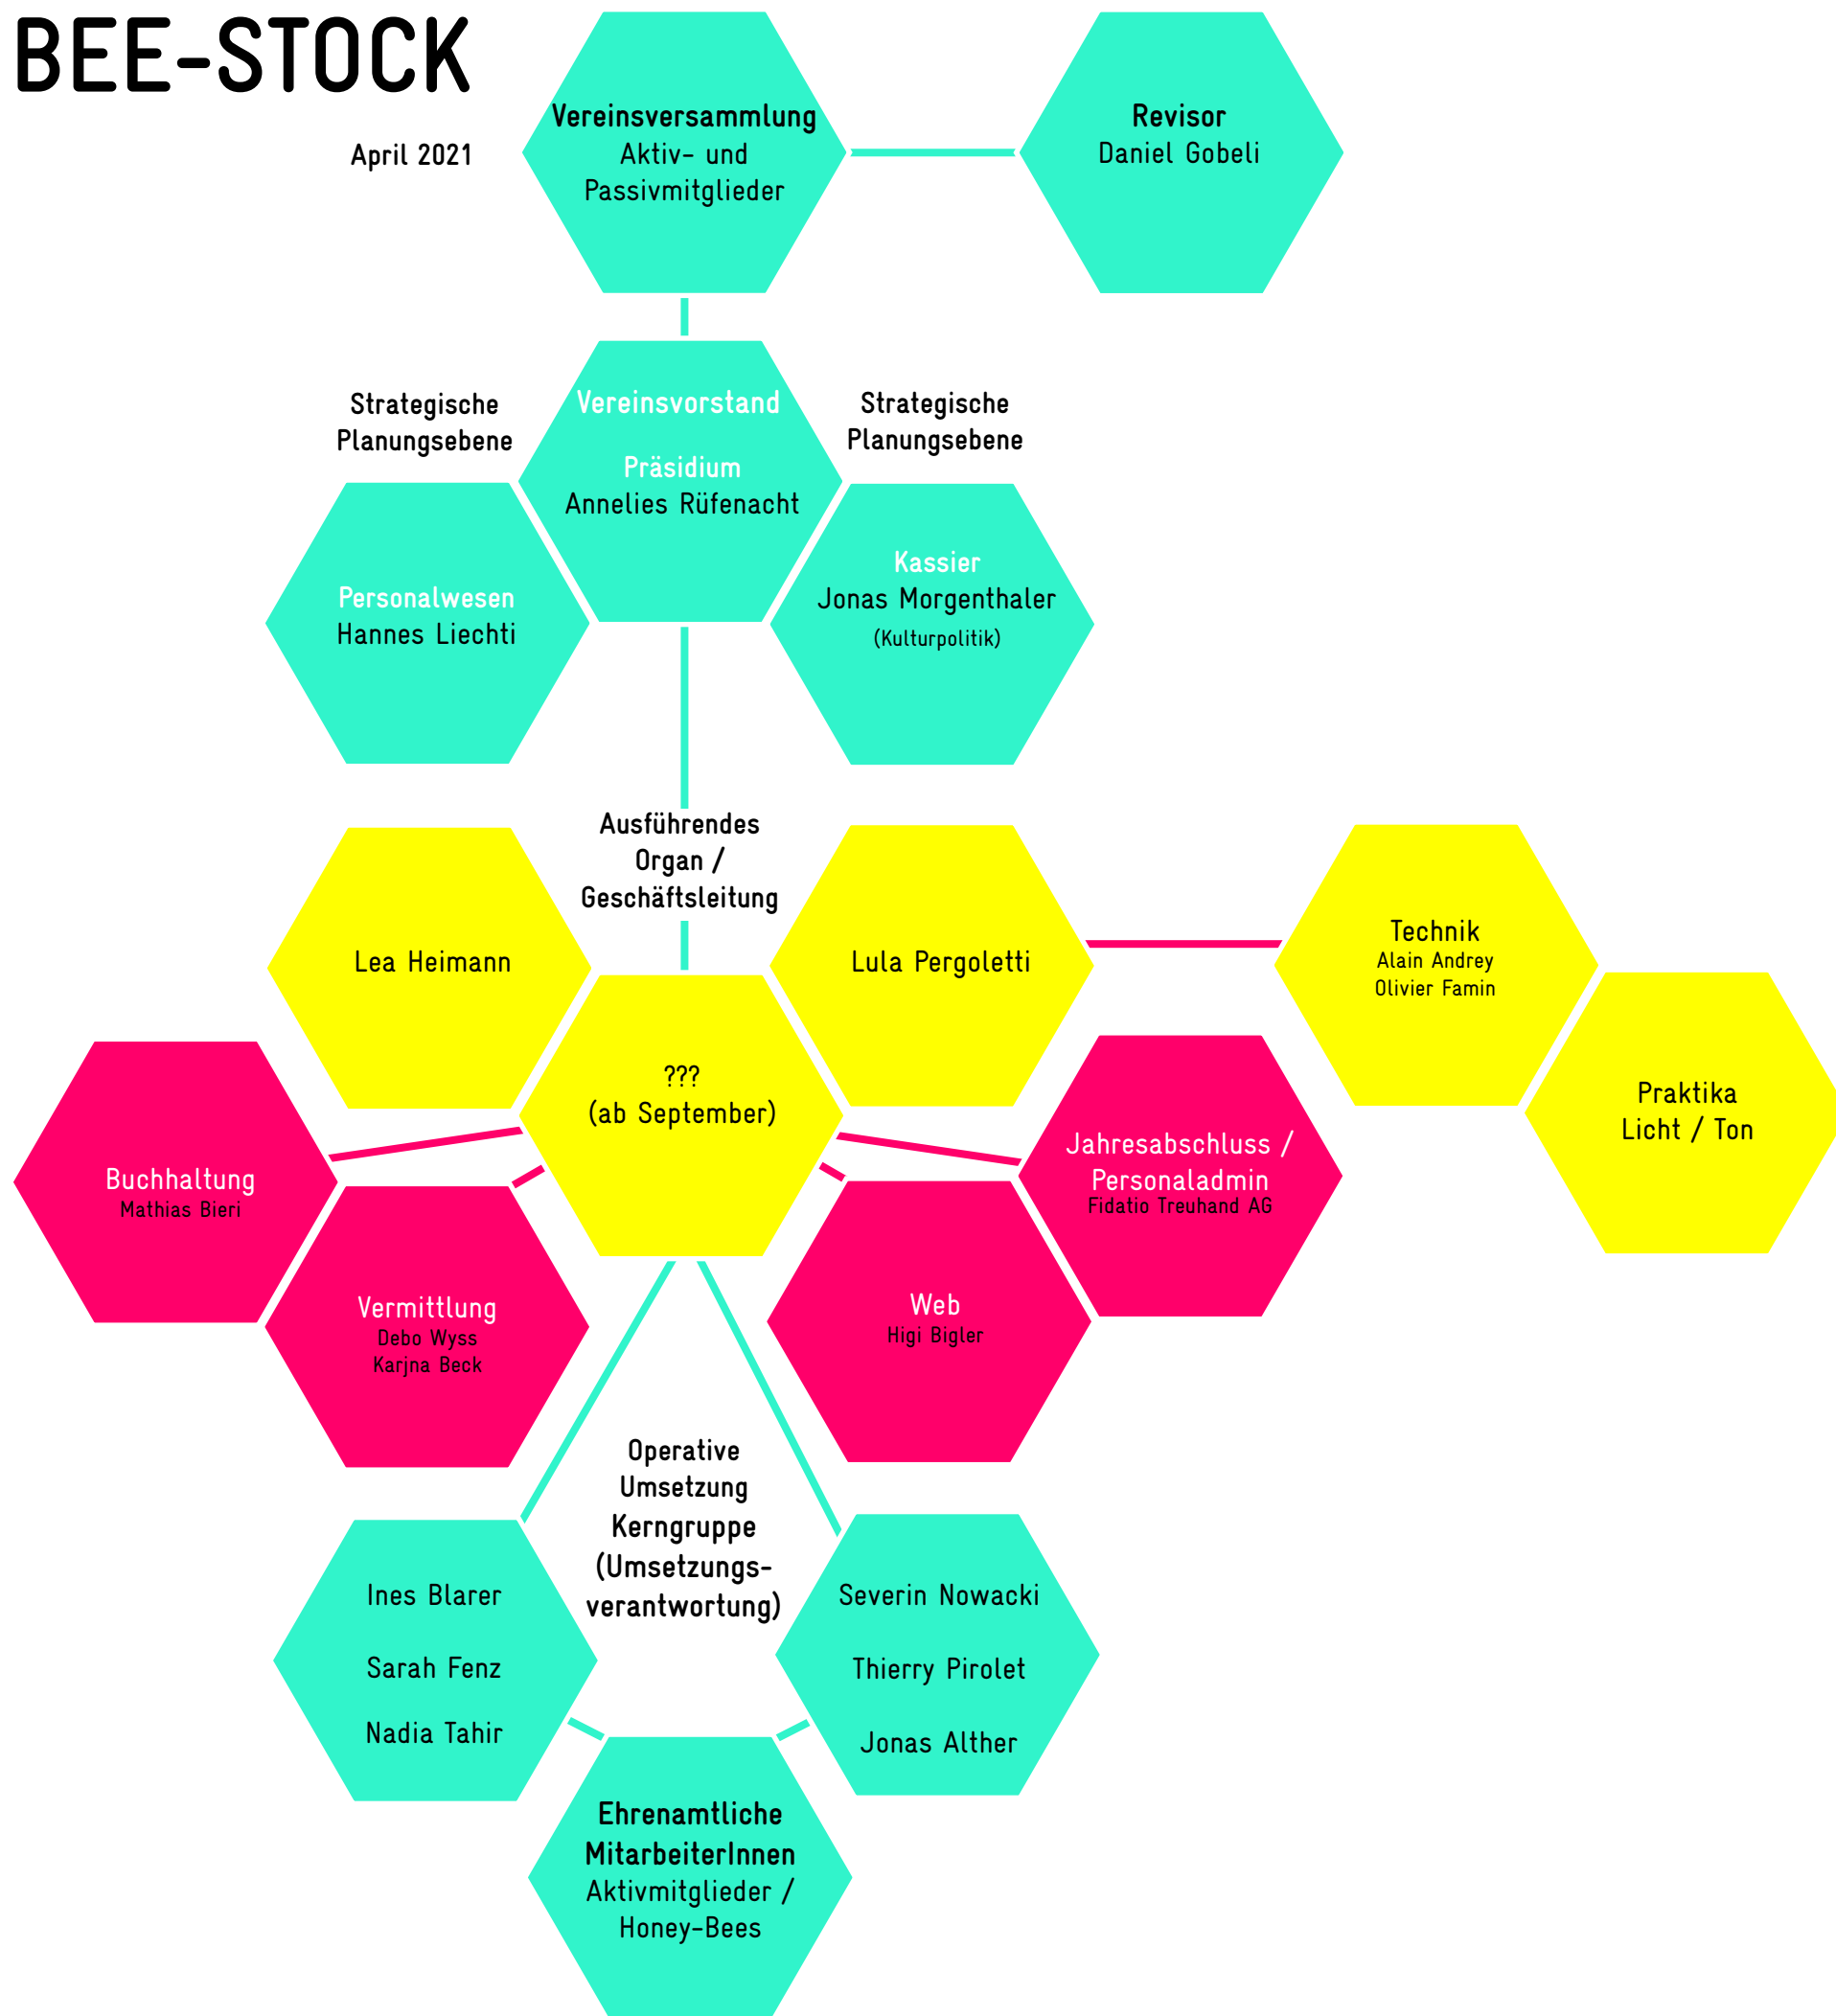 BEE-STOCK
April 2021
Vereinsversammlung
Aktiv- und
Passivmitglieder
Revisor
Daniel Gobeli
Strategische
Planungsebene
Vereinsvorstand
Präsidium
Annelies Rüfenacht
Strategische
Planungsebene
Personalwesen
Hannes Liechti
Kassier
Jonas Morgenthaler
(Kulturpolitik)
Ausführendes
Organ /
Geschäftsleitung
Lea Heimann
Lula Pergoletti
Technik
Alain Andrey
Olivier Famin
???
(ab September)
Praktika
Licht / Ton
Buchhaltung
Mathias Bieri
Jahresabschluss /
Personaladmin
Fidatio Treuhand AG
Vermittlung
Debo Wyss
Karjna Beck
Web
Higi Bigler
Operative
Umsetzung
Kerngruppe
(Umsetzungs-
verantwortung)
Ines Blarer
Sarah Fenz
Nadia Tahir
Severin Nowacki
Thierry Pirolet
Jonas Alther
Ehrenamtliche
MitarbeiterInnen
Aktivmitglieder /
Honey-Bees